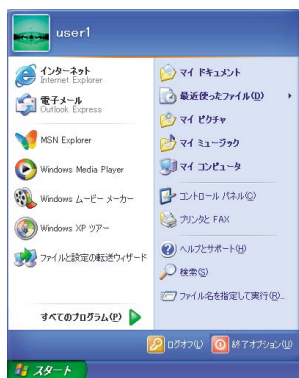 user1
インターネット
Internet Explorer
電子メール
Outlook Express
MSN Explorer
Windows Media Player
Windows ムービー メーカー
Windows XP ツアー
ファイルと設定の転送ウィザード
すべてのプログラム(P)
マイ ドキュメント
最近使ったファイル(D)
マイ ピクチャ
マイ ミュージック
マイ コンピュータ
コントロール パネル(C)
プリンタと FAX
ヘルプとサポート(H)
検索(S)
ファイル名を指定して実行(R)...
ログオフ(L) 終了オプション(U)
スタート